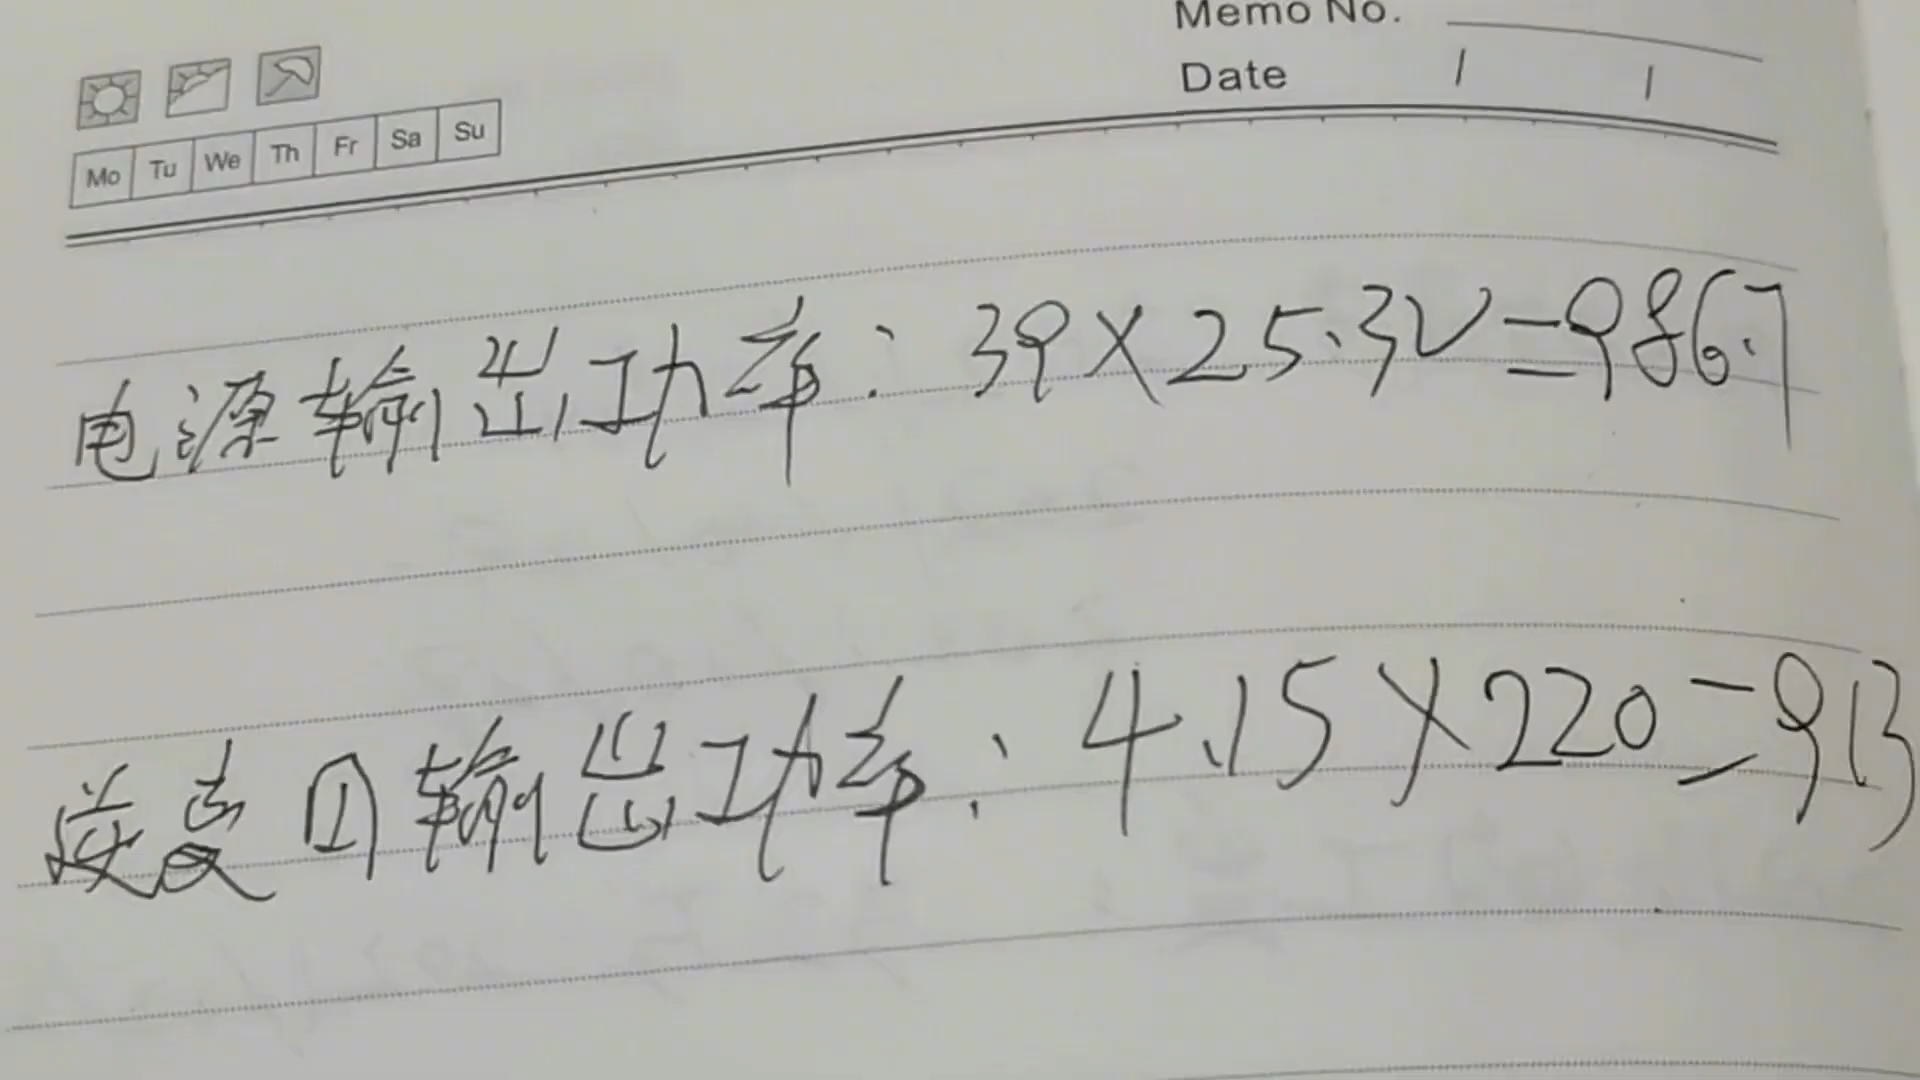 Memo No.
Date / /
Mo Tu We Th Fr Sa Su
电源输出功率：39×25.3V=986.7
逆变口输出功率：4.15×220=913